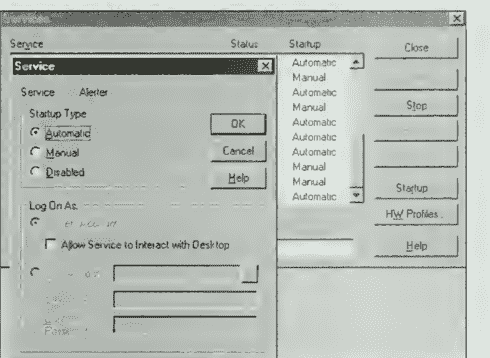 Service Status Startup
Close
Stop
Startup
HW Profiles...
Help
Automatic
Manual
Automatic
Manual
Automatic
Automatic
Automatic
Manual
Manual
Automatic
Service
Service Alerter
Startup Type
Automatic
Manual
Disabled
OK
Cancel
Help
Log On As:
Allow Service to Interact with Desktop